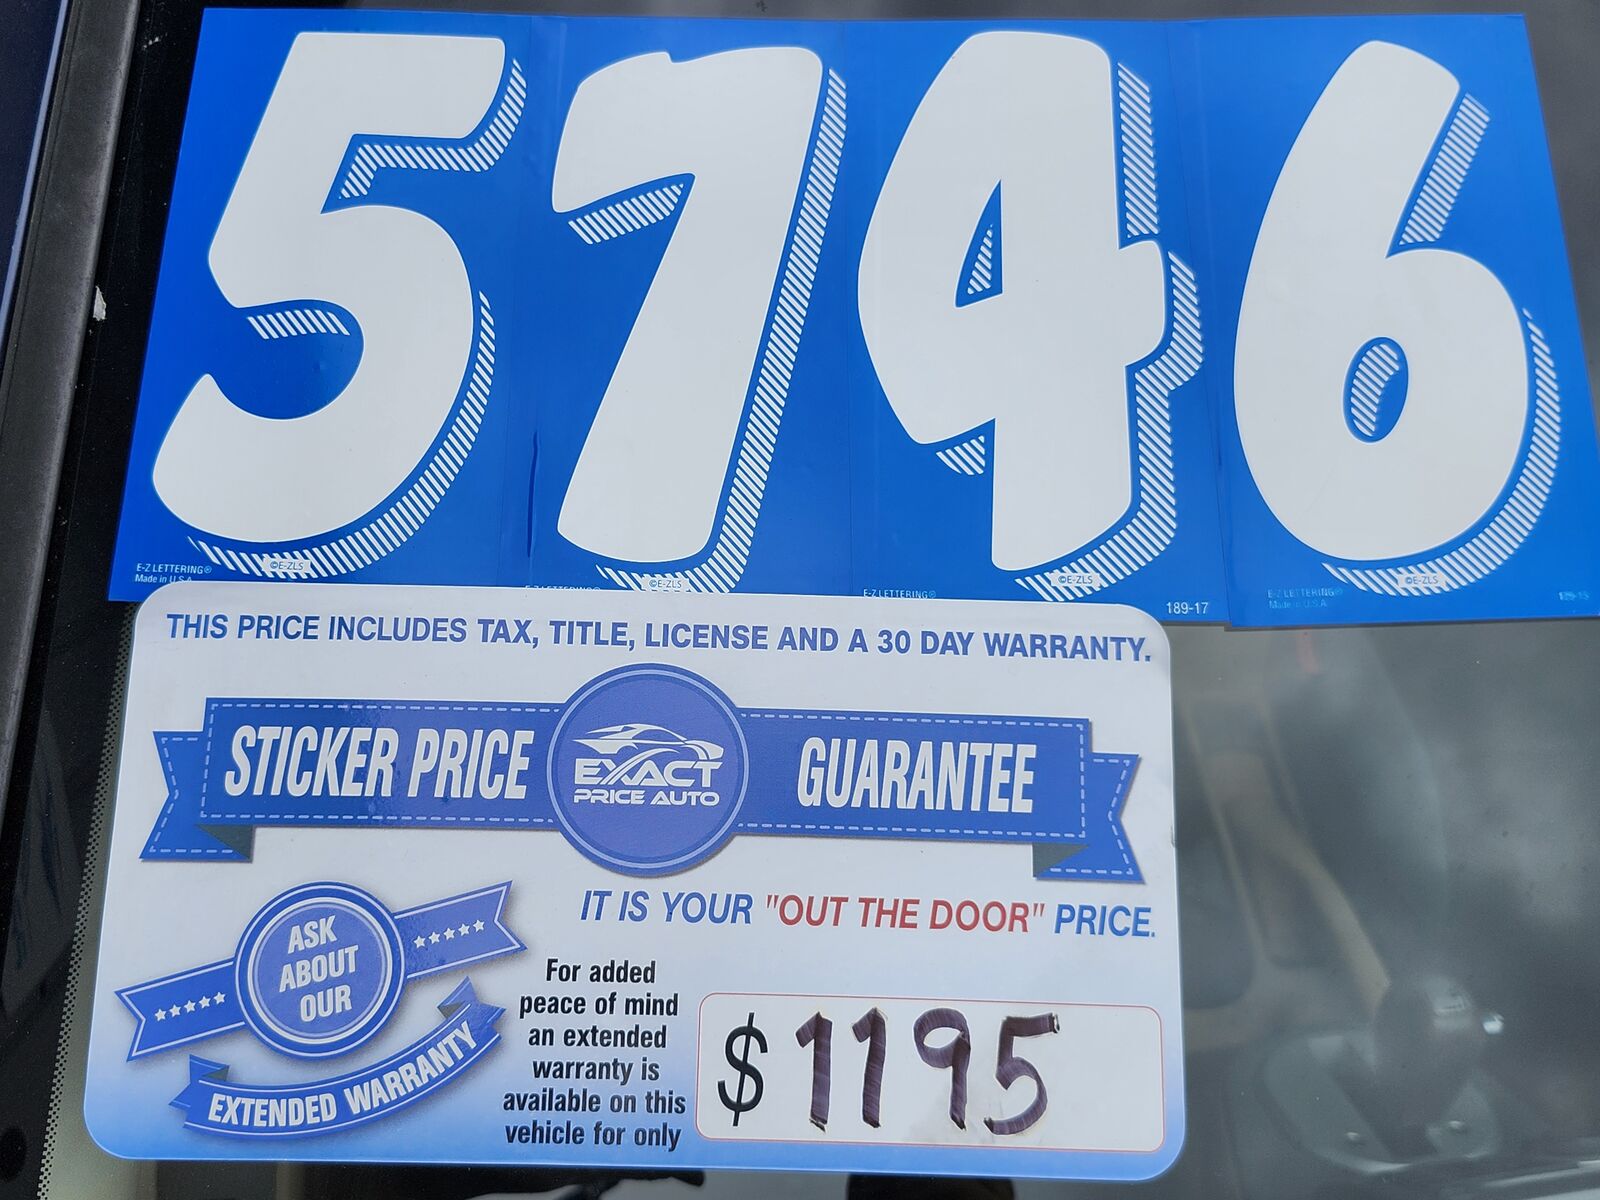 5746
E-Z LETTERING®
Made in U.S.A.
©E-ZLS
©E-ZLS
©E-ZLS
©E-ZLS
E-Z LETTERING®
E-Z LETTERING®
Made in U.S.A.
189-17
THIS PRICE INCLUDES TAX, TITLE, LICENSE AND A 30 DAY WARRANTY.
STICKER PRICE
EXACT
PRICE AUTO
GUARANTEE
IT IS YOUR "OUT THE DOOR" PRICE.
ASK
ABOUT
OUR
EXTENDED WARRANTY
For added
peace of mind
an extended
warranty is
available on this
vehicle for only
$1195